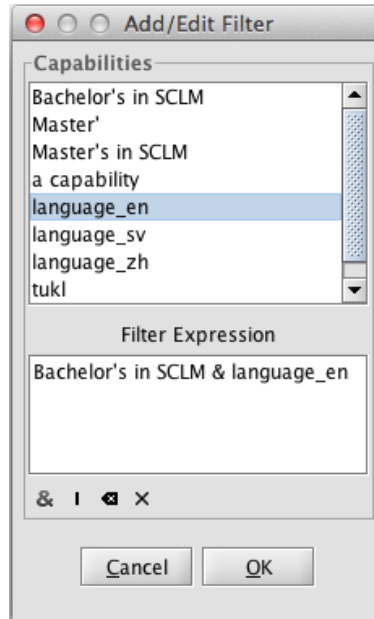 Add/Edit Filter
Capabilities
Bachelor's in SCLM
Master'
Master's in SCLM
a capability
language_en
language_sv
language_zh
tukl
Filter Expression
Bachelor's in SCLM & language_en
& I
Cancel OK